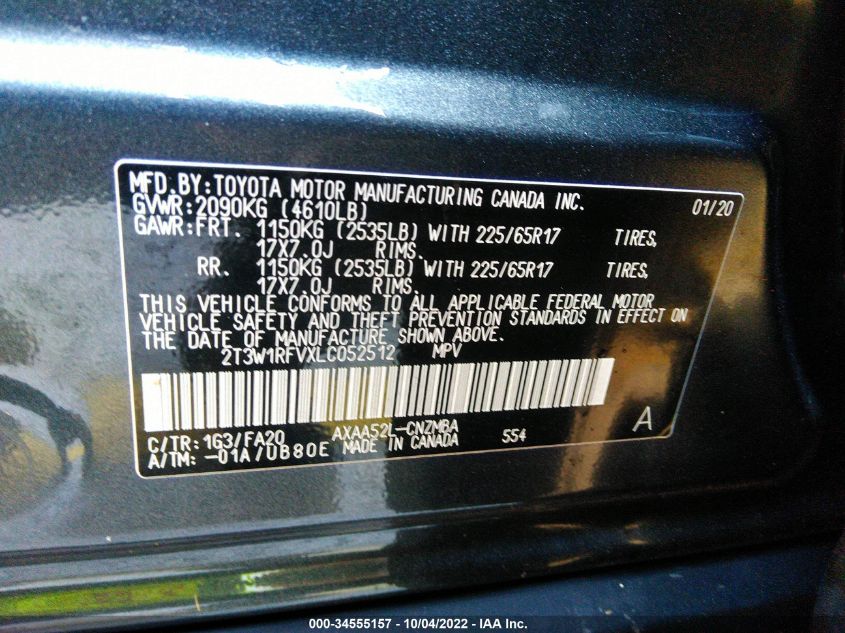 MFD.BY:TOYOTA MOTOR MANUFACTURING CANADA INC. 01/20
GVWR:2090KG (4610LB)
GAWR:FRT. 1150KG (2535LB) WITH 225/65R17 TIRES,
17X7.0J RIMS.
RR. 1150KG (2535LB) WITH 225/65R17 TIRES,
17X7.0J RIMS.
THIS VEHICLE CONFORMS TO ALL APPLICABLE FEDERAL MOTOR
VEHICLE SAFETY AND THEFT PREVENTION STANDARDS IN EFFECT ON
THE DATE OF MANUFACTURE SHOWN ABOVE.
2T3W1RFVXLC052512 MPV
A
C/TR:1G3/FA20 AXAA52L-CNZMBA 554
A/TM:-01A/UB80E MADE IN CANADA
000-34555157 - 10/04/2022 - IAA Inc.